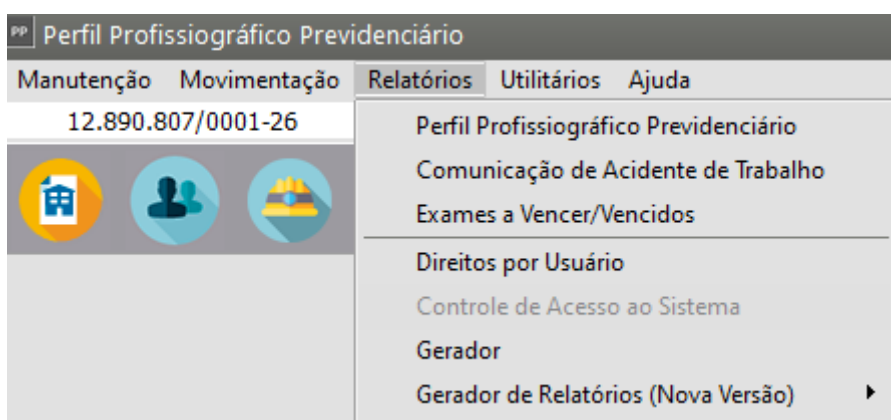 PP Perfil Profissiográfico Previdenciário
Manutenção Movimentação Relatórios Utilitários Ajuda
12.890.807/0001-26
Perfil Profissiográfico Previdenciário
Comunicação de Acidente de Trabalho
Exames a Vencer/Vencidos
Direitos por Usuário
Controle de Acesso ao Sistema
Gerador
Gerador de Relatórios (Nova Versão)